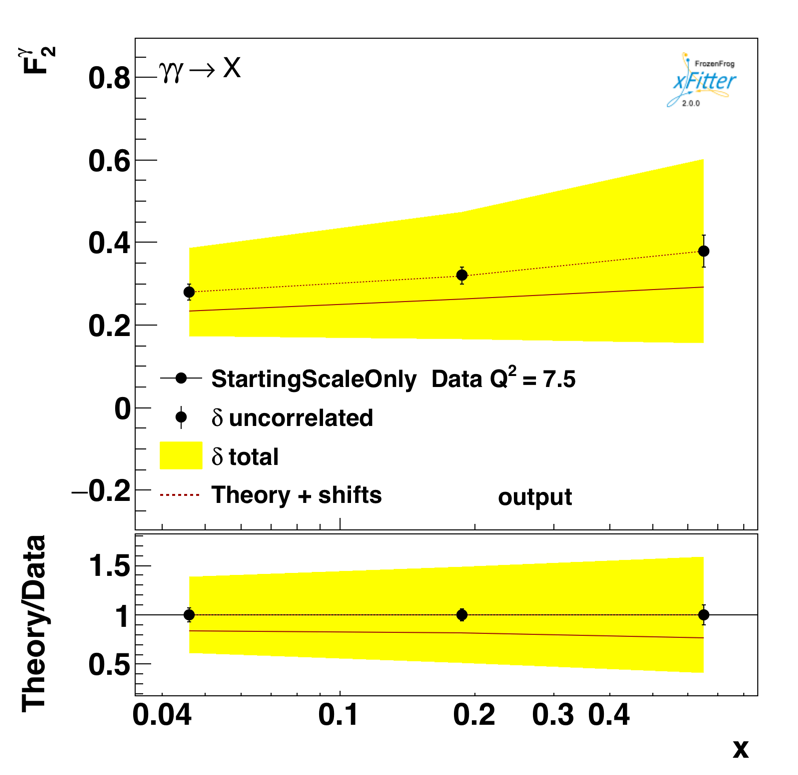 F₂^γ
γγ → X
FrozenFrog
xFitter
2.0.0
0.8
0.6
0.4
0.2
0
−0.2
StartingScaleOnly Data Q² = 7.5
δ uncorrelated
δ total
Theory + shifts
output
Theory/Data
1.5
1
0.5
0.04 0.1 0.2 0.3 0.4
x